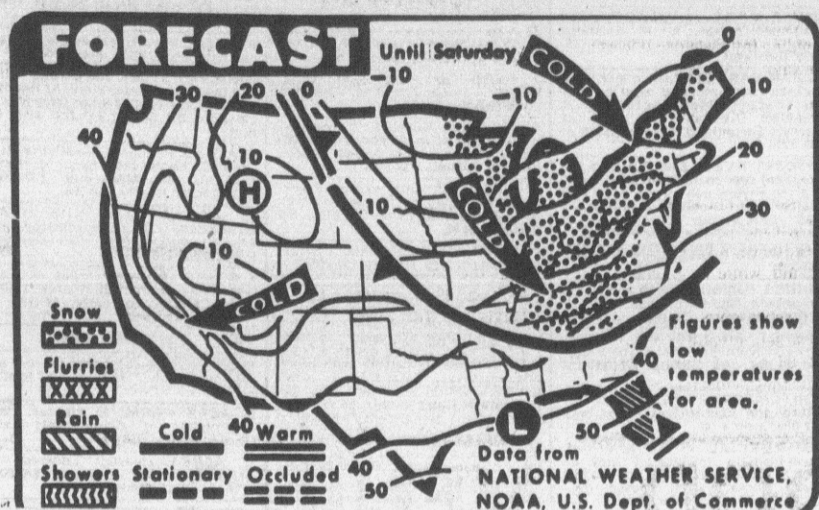 FORECAST
Until Saturday
COLD
0
-10
-10
10
20
30
40
30
20
0
10
H
10
10
COLD
COLD
40
50
40
50
40
L
Snow
Flurries
XXXX
Rain
Showers
Cold
Warm
Stationary
Occluded
Figures show
low
temperatures
for area.
Data from
NATIONAL WEATHER SERVICE,
NOAA, U.S. Dept. of Commerce